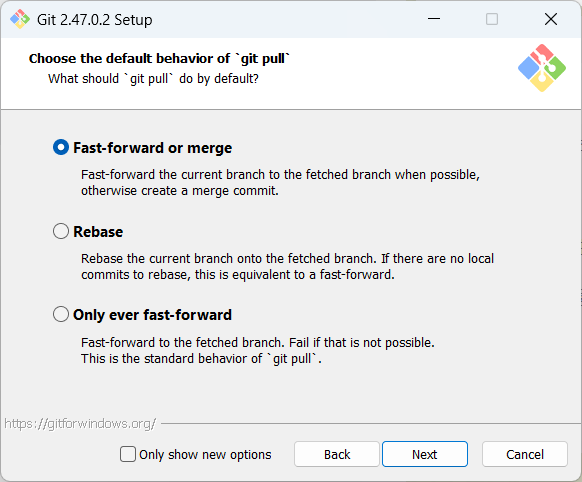 Git 2.47.0.2 Setup
Choose the default behavior of `git pull`
What should `git pull` do by default?
Fast-forward or merge
Fast-forward the current branch to the fetched branch when possible,
otherwise create a merge commit.
Rebase
Rebase the current branch onto the fetched branch. If there are no local
commits to rebase, this is equivalent to a fast-forward.
Only ever fast-forward
Fast-forward to the fetched branch. Fail if that is not possible.
This is the standard behavior of `git pull`.
https://gitforwindows.org/
Only show new options
Back
Next
Cancel